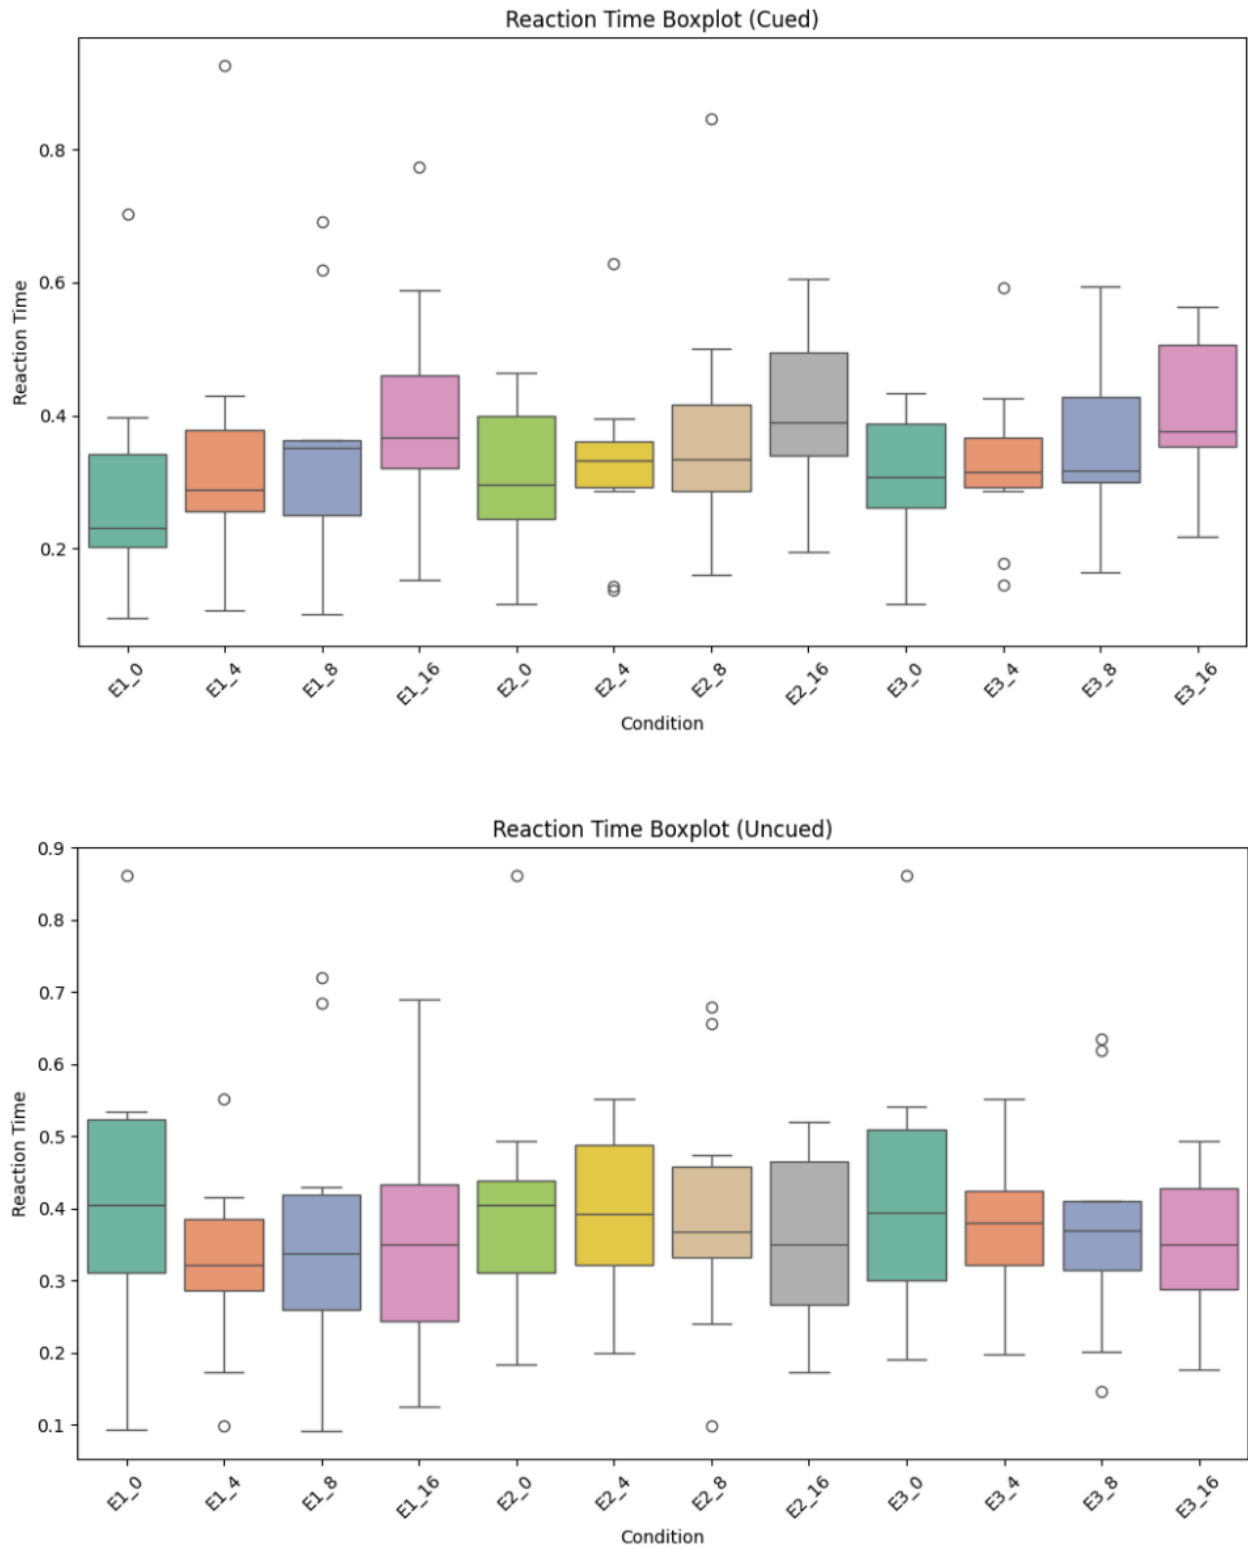 Reaction Time Boxplot (Cued)
0.8
0.6
0.4
0.2
Reaction Time
E1_0 E1_4 E1_8 E1_16 E2_0 E2_4 E2_8 E2_16 E3_0 E3_4 E3_8 E3_16
Condition
Reaction Time Boxplot (Uncued)
0.9
0.8
0.7
0.6
0.5
0.4
0.3
0.2
0.1
Reaction Time
E1_0 E1_4 E1_8 E1_16 E2_0 E2_4 E2_8 E2_16 E3_0 E3_4 E3_8 E3_16
Condition